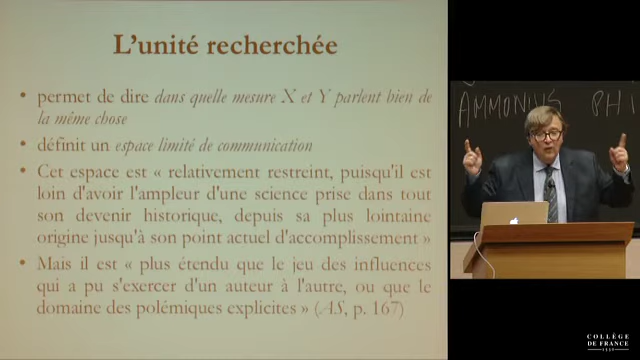 L'unité recherchée
• permet de dire dans quelle mesure X et Y parlent bien de
la même chose
• définit un espace limité de communication
• Cet espace est « relativement restreint, puisqu'il est
loin d'avoir l'ampleur d'une science prise dans tout
son devenir historique, depuis sa plus lointaine
origine jusqu'à son point actuel d'accomplissement »
• Mais il est « plus étendu que le jeu des influences
qui a pu s'exercer d'un auteur à l'autre, ou que le
domaine des polémiques explicites » (AS, p. 167)
AMMONIUS PHI
COLLÈGE
DE FRANCE
1530